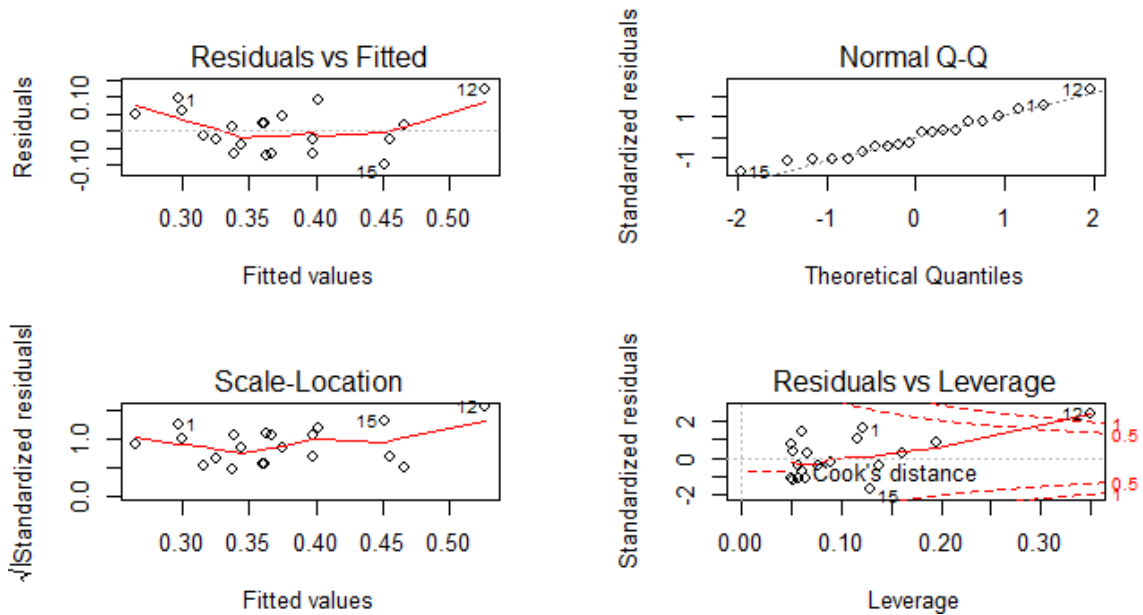 Residuals vs Fitted
Residuals
0.10
-0.10
1
12
15
0.30 0.35 0.40 0.45 0.50
Fitted values
Normal Q-Q
Standardized residuals
1
-1
15
1
12
-2 -1 0 1 2
Theoretical Quantiles
Scale-Location
√|Standardized residuals|
1.0
0.0
1
15
12
0.30 0.35 0.40 0.45 0.50
Fitted values
Residuals vs Leverage
Standardized residuals
2
0
-2
1
12
15
Cook's distance
1
0.5
0.5
1
0.00 0.10 0.20 0.30
Leverage